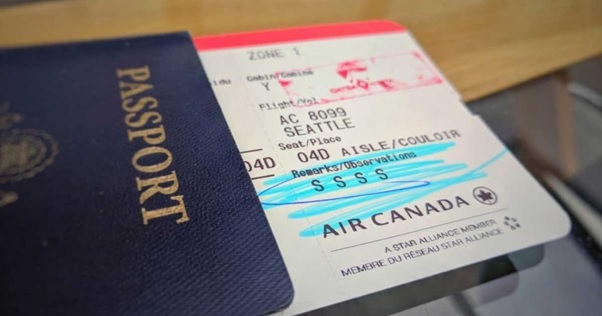 PASSPORT
ZONE 1
Cabin/Cabine
Y
Flight/Vol
AC 8099
SEATTLE
Seat/Place
04D
04D AISLE/COULOIR
Remarks/Observations
S S S S
AIR CANADA
A STAR ALLIANCE MEMBER
MEMBRE DU RÉSEAU STAR ALLIANCE